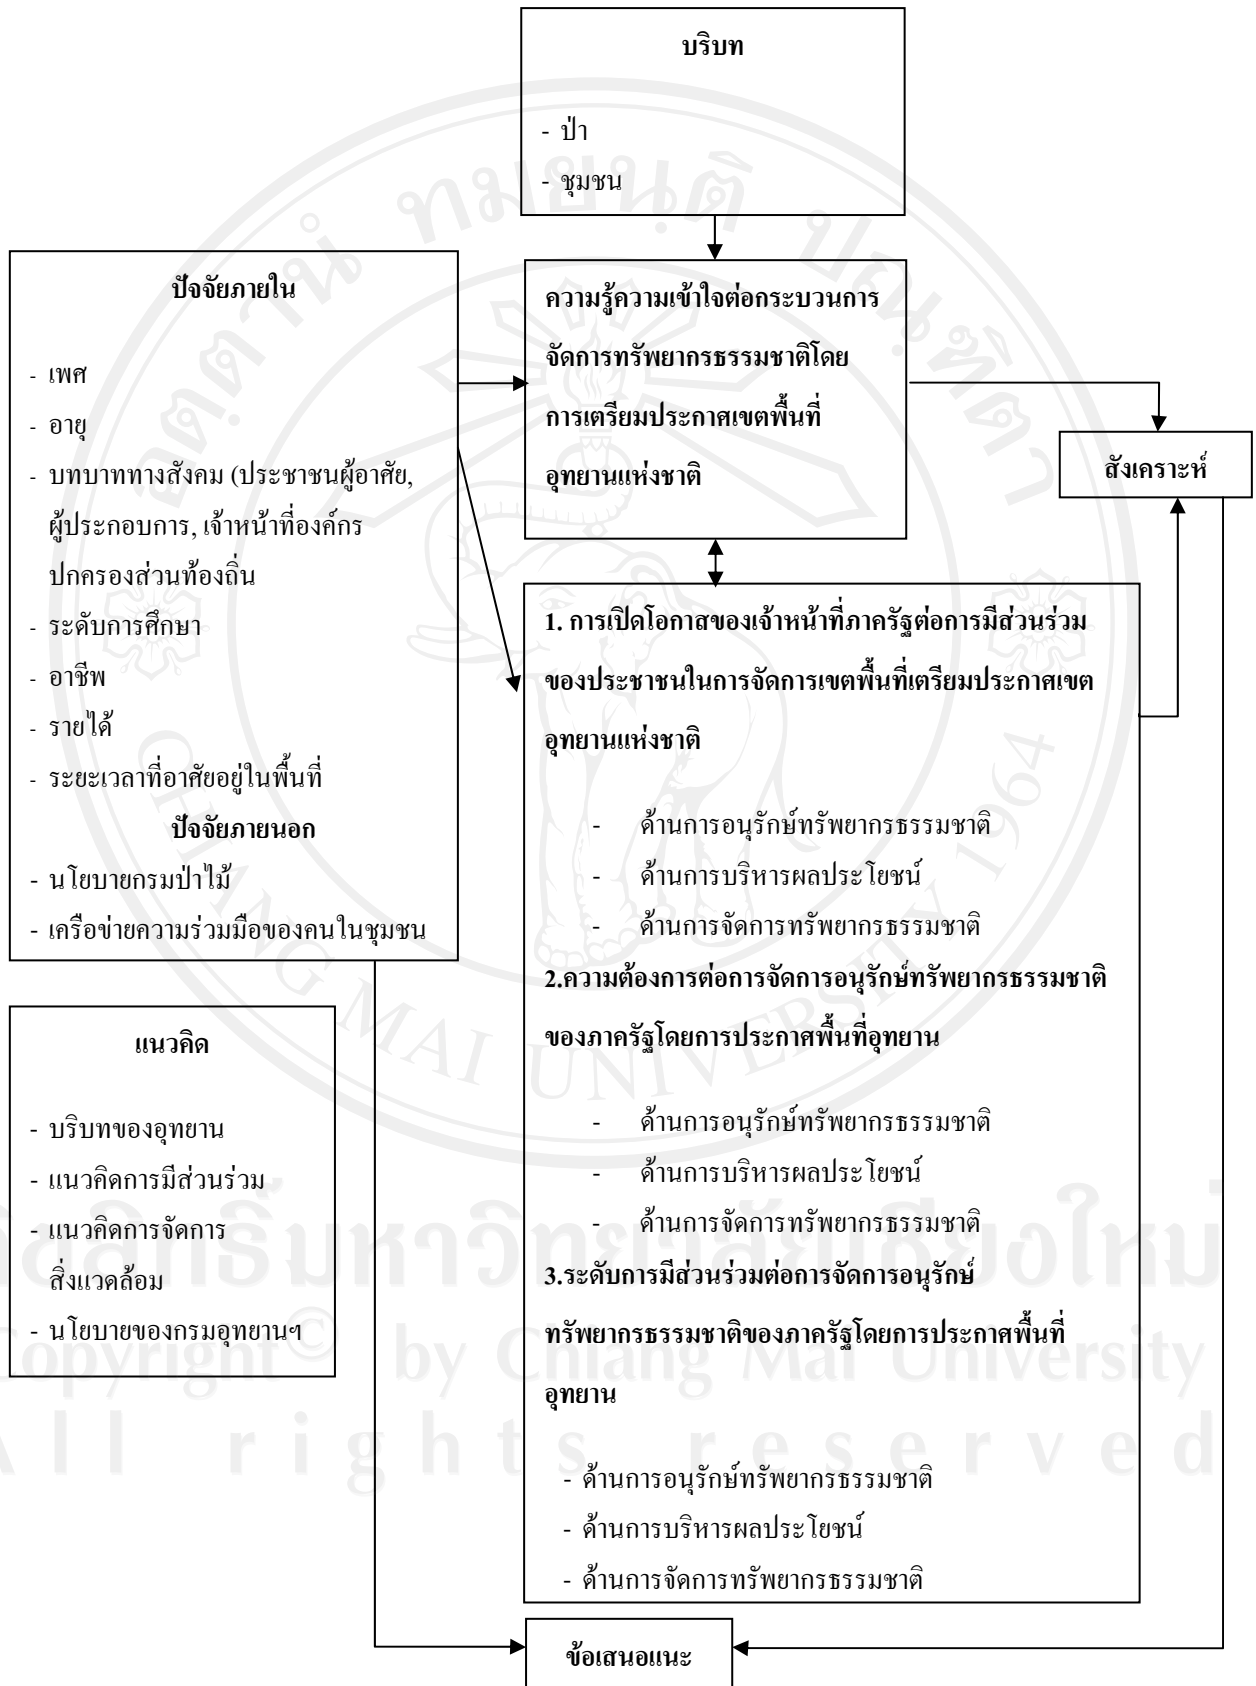 บริบท
- ป่า
- ชุมชน
ปัจจัยภายใน
- เพศ
- อายุ
- บทบาททางสังคม (ประชาชนผู้อาศัย,
ผู้ประกอบการ, เจ้าหน้าที่องค์กร
ปกครองส่วนท้องถิ่น
- ระดับการศึกษา
- อาชีพ
- รายได้
- ระยะเวลาที่อาศัยอยู่ในพื้นที่
ปัจจัยภายนอก
- นโยบายกรมป่าไม้
- เครือข่ายความร่วมมือของคนในชุมชน
ความรู้ความเข้าใจต่อกระบวนการ
จัดการทรัพยากรธรรมชาติโดย
การเตรียมประกาศเขตพื้นที่
อุทยานแห่งชาติ
สังเคราะห์
1. การเปิดโอกาสของเจ้าหน้าที่ภาครัฐต่อการมีส่วนร่วม
ของประชาชนในการจัดการเขตพื้นที่เตรียมประกาศเขต
อุทยานแห่งชาติ
- ด้านการอนุรักษ์ทรัพยากรธรรมชาติ
- ด้านการบริหารผลประโยชน์
- ด้านการจัดการทรัพยากรธรรมชาติ
2.ความต้องการต่อการจัดการอนุรักษ์ทรัพยากรธรรมชาติ
ของภาครัฐโดยการประกาศพื้นที่อุทยาน
- ด้านการอนุรักษ์ทรัพยากรธรรมชาติ
- ด้านการบริหารผลประโยชน์
- ด้านการจัดการทรัพยากรธรรมชาติ
3.ระดับการมีส่วนร่วมต่อการจัดการอนุรักษ์
ทรัพยากรธรรมชาติของภาครัฐโดยการประกาศพื้นที่
อุทยาน
- ด้านการอนุรักษ์ทรัพยากรธรรมชาติ
- ด้านการบริหารผลประโยชน์
- ด้านการจัดการทรัพยากรธรรมชาติ
แนวคิด
- บริบทของอุทยาน
- แนวคิดการมีส่วนร่วม
- แนวคิดการจัดการ
สิ่งแวดล้อม
- นโยบายของกรมอุทยานฯ
ข้อเสนอแนะ
อตฺตานํ ทมยนฺติ ปณฺฑิตา
CHIANG MAI UNIVERSITY 1964
ลิขสิทธิ์มหาวิทยาลัยเชียงใหม่
Copyright© by Chiang Mai University
All rights reserved